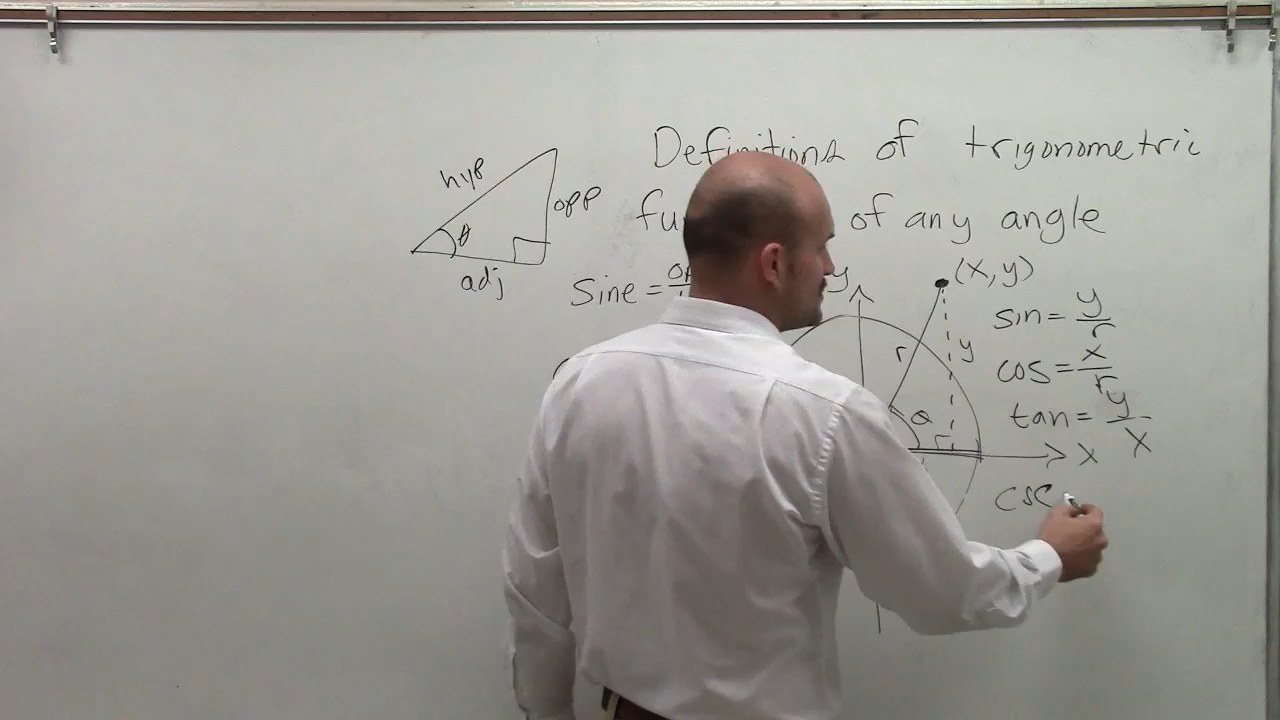 Definitions of trigonometric
of any angle
hyp
θ
opp
adj
Sine =
y
(x, y)
r
y
θ
x
sin = y/r
cos = x/r
tan = y/x
csc